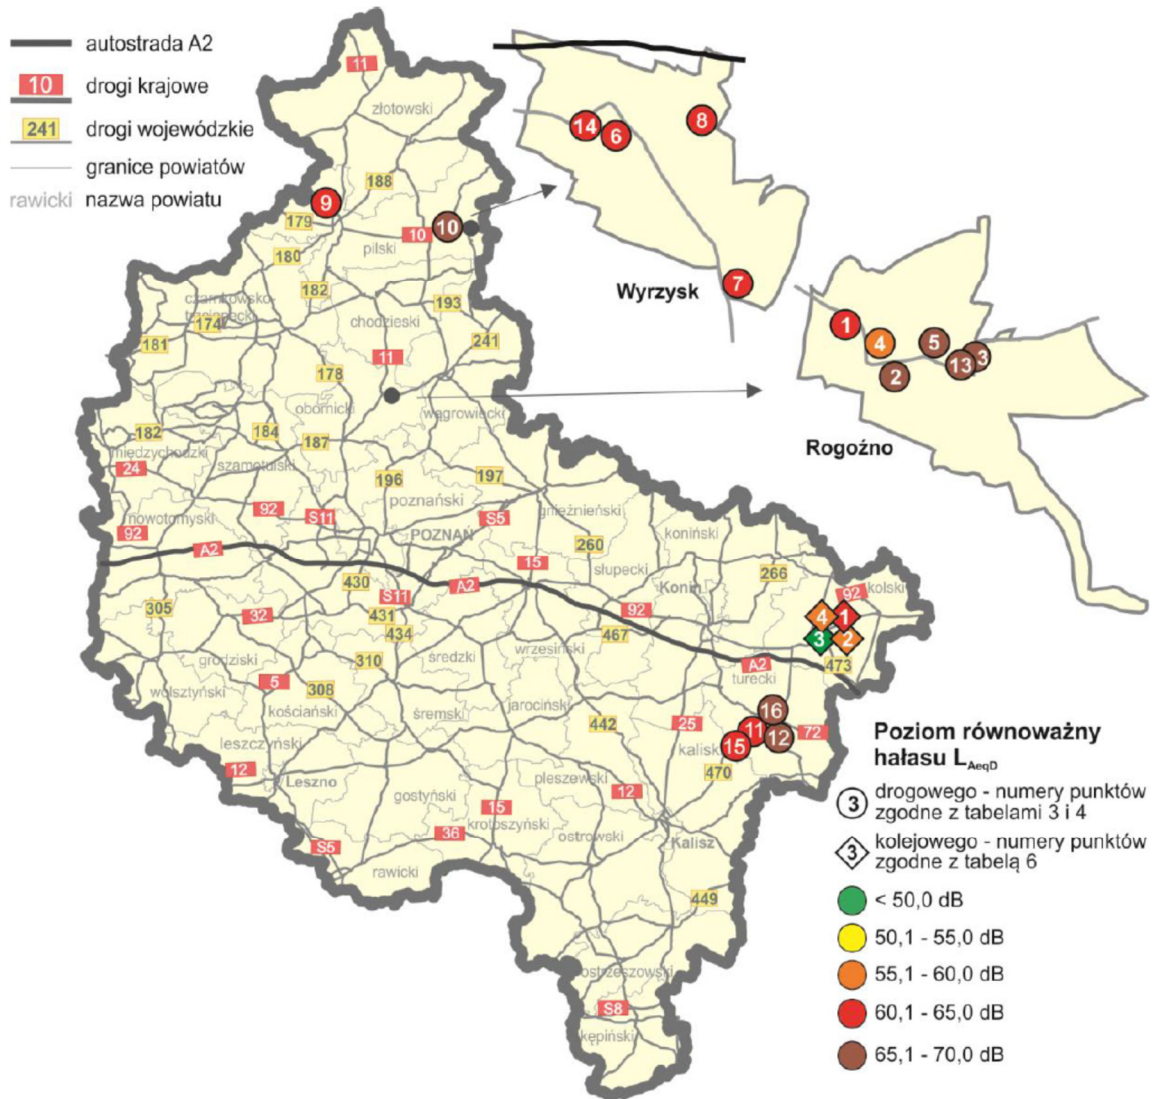 autostrada A2
10 drogi krajowe
241 drogi wojewódzkie
granice powiatów
rawicki nazwa powiatu
11
złotowski
14
6
8
188
9
179
10
10
pilski
180
7
Wyrzysk
182
193
czarnkowsko-
trzcianecki
174
chodzieski
181
241
11
1
4
5
3
13
2
178
obornicki
wągrowiecki
Rogoźno
182
184
187
międzychodzki
24
szamotulski
196
197
poznański
92
S11
S5
gnieźnieński
nowotomyski
92
POZNAŃ
koniński
260
A2
15
słupecki
266
430
A2
Konin
92
kolski
S11
305
32
431
92
4
1
434
467
3
2
310
średzki
wrzesiński
grodziski
A2
473
5
turecki
wolsztyński
308
kościański
śremski
jarociński
442
25
16
11
12
72
15
kalisk
leszczyński
12
470
Leszno
pleszewski
12
gostyński
15
36
krotoszyński
ostrowski
Kalisz
S5
rawicki
449
ostrzeszowski
S8
kępiński
Poziom równoważny
hałasu LAeqD
3 drogowego - numery punktów
zgodne z tabelami 3 i 4
3 kolejowego - numery punktów
zgodne z tabelą 6
< 50,0 dB
50,1 - 55,0 dB
55,1 - 60,0 dB
60,1 - 65,0 dB
65,1 - 70,0 dB